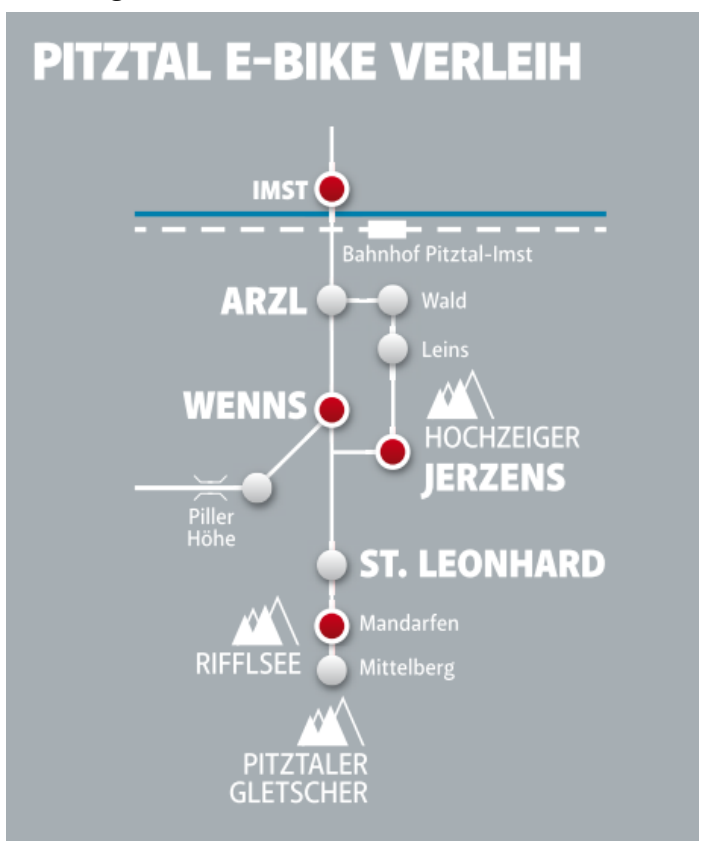 PITZTAL E-BIKE VERLEIH
IMST
Bahnhof Pitztal-Imst
ARZL
Wald
Leins
WENNS
HOCHZEIGER
JERZENS
Piller
Höhe
ST. LEONHARD
Mandarfen
RIFFLSEE
Mittelberg
PITZTALER
GLETSCHER